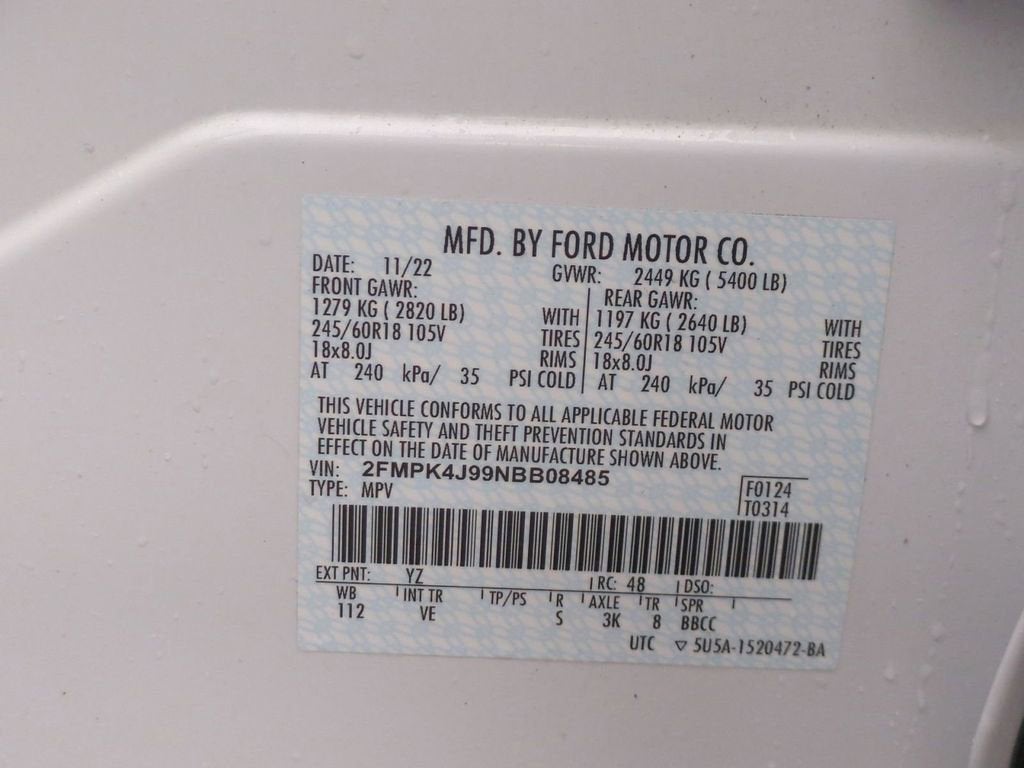 MFD. BY FORD MOTOR CO.
DATE: 11/22 GVWR: 2449 KG ( 5400 LB)
FRONT GAWR: REAR GAWR:
1279 KG ( 2820 LB) WITH 1197 KG ( 2640 LB) WITH
245/60R18 105V TIRES 245/60R18 105V TIRES
18x8.0J RIMS 18x8.0J RIMS
AT 240 kPa/ 35 PSI COLD AT 240 kPa/ 35 PSI COLD
THIS VEHICLE CONFORMS TO ALL APPLICABLE FEDERAL MOTOR
VEHICLE SAFETY AND THEFT PREVENTION STANDARDS IN
EFFECT ON THE DATE OF MANUFACTURE SHOWN ABOVE.
VIN: 2FMPK4J99NBB08485
TYPE: MPV
F0124
T0314
EXT PNT: YZ RC: 48 DSO:
WB INT TR TP/PS R AXLE TR SPR
112 VE S 3K 8 BBCC
UTC ▽ 5U5A-1520472-BA